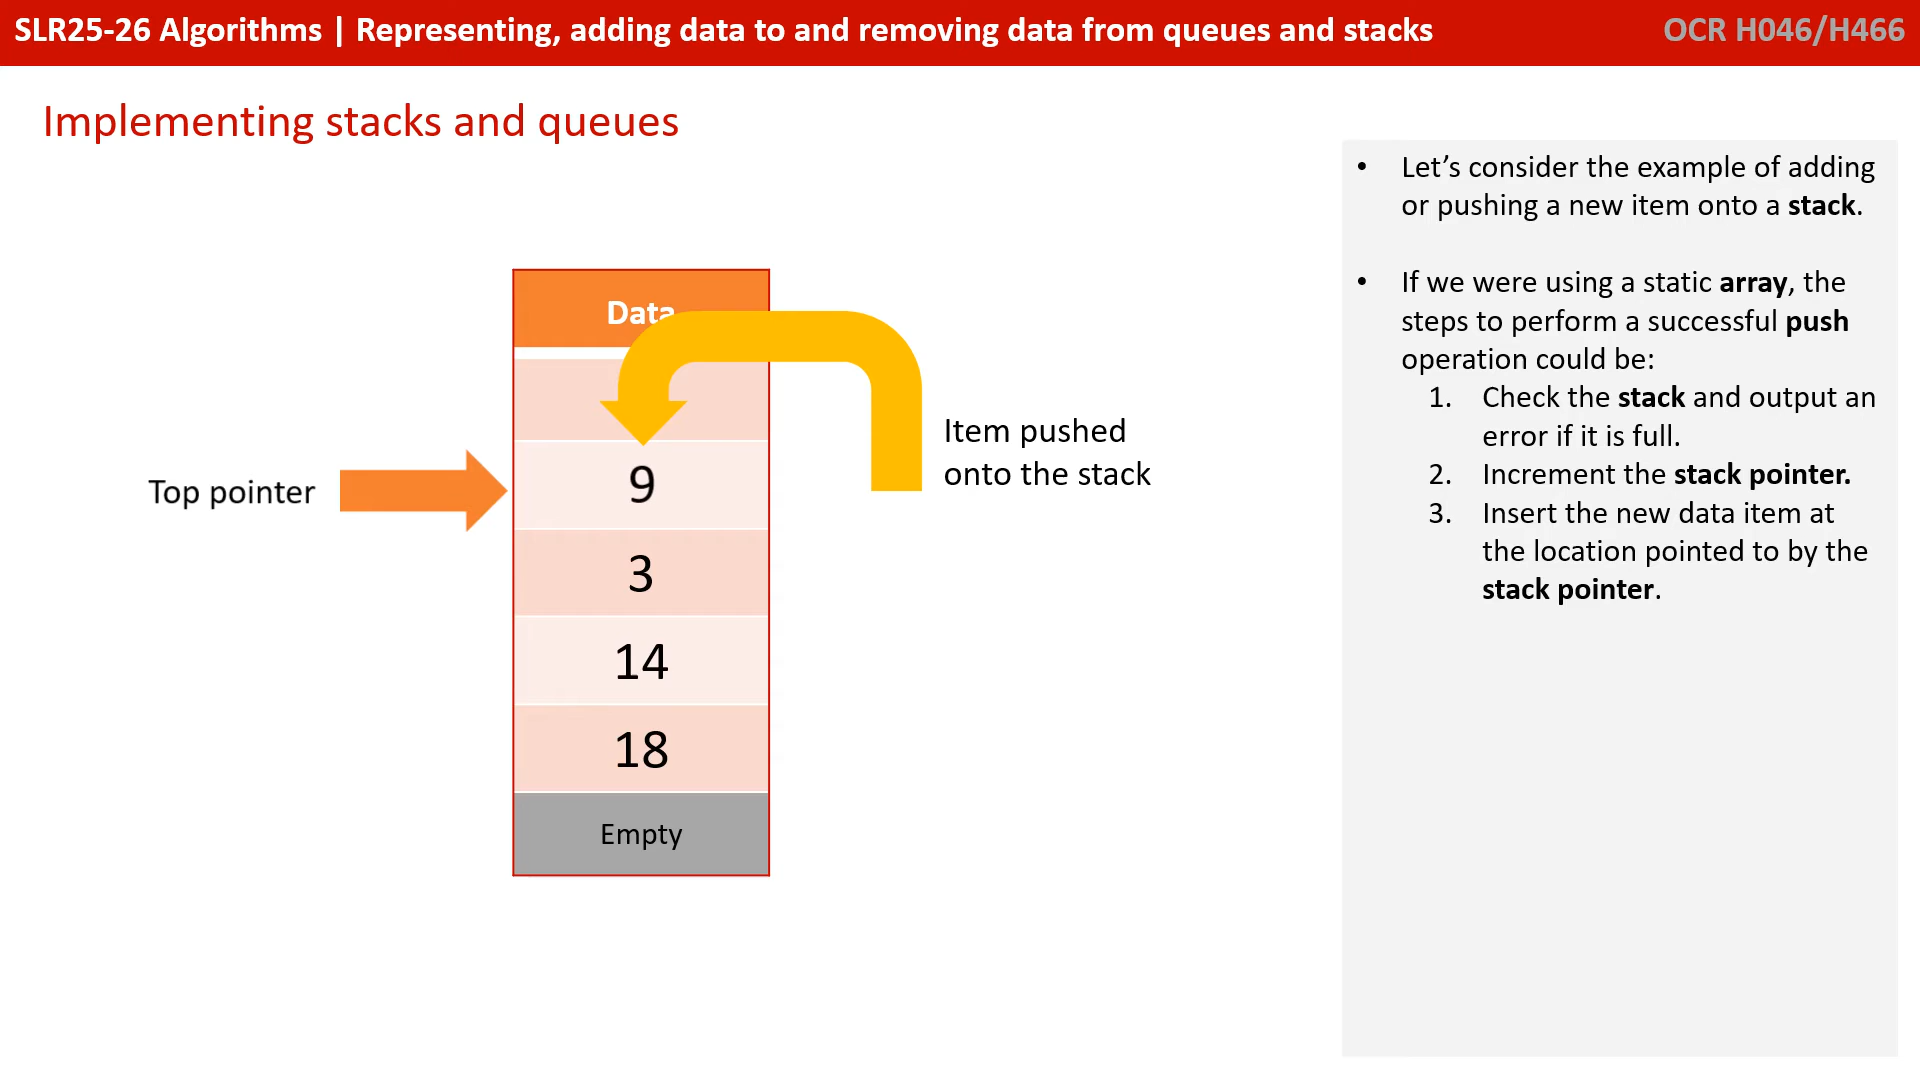 SLR25-26 Algorithms | Representing, adding data to and removing data from queues and stacks
OCR H046/H466
Implementing stacks and queues
Data
Top pointer
9
3
14
18
Empty
Item pushed
onto the stack
• Let’s consider the example of adding
or pushing a new item onto a stack.
• If we were using a static array, the
steps to perform a successful push
operation could be:
1. Check the stack and output an
error if it is full.
2. Increment the stack pointer.
3. Insert the new data item at
the location pointed to by the
stack pointer.